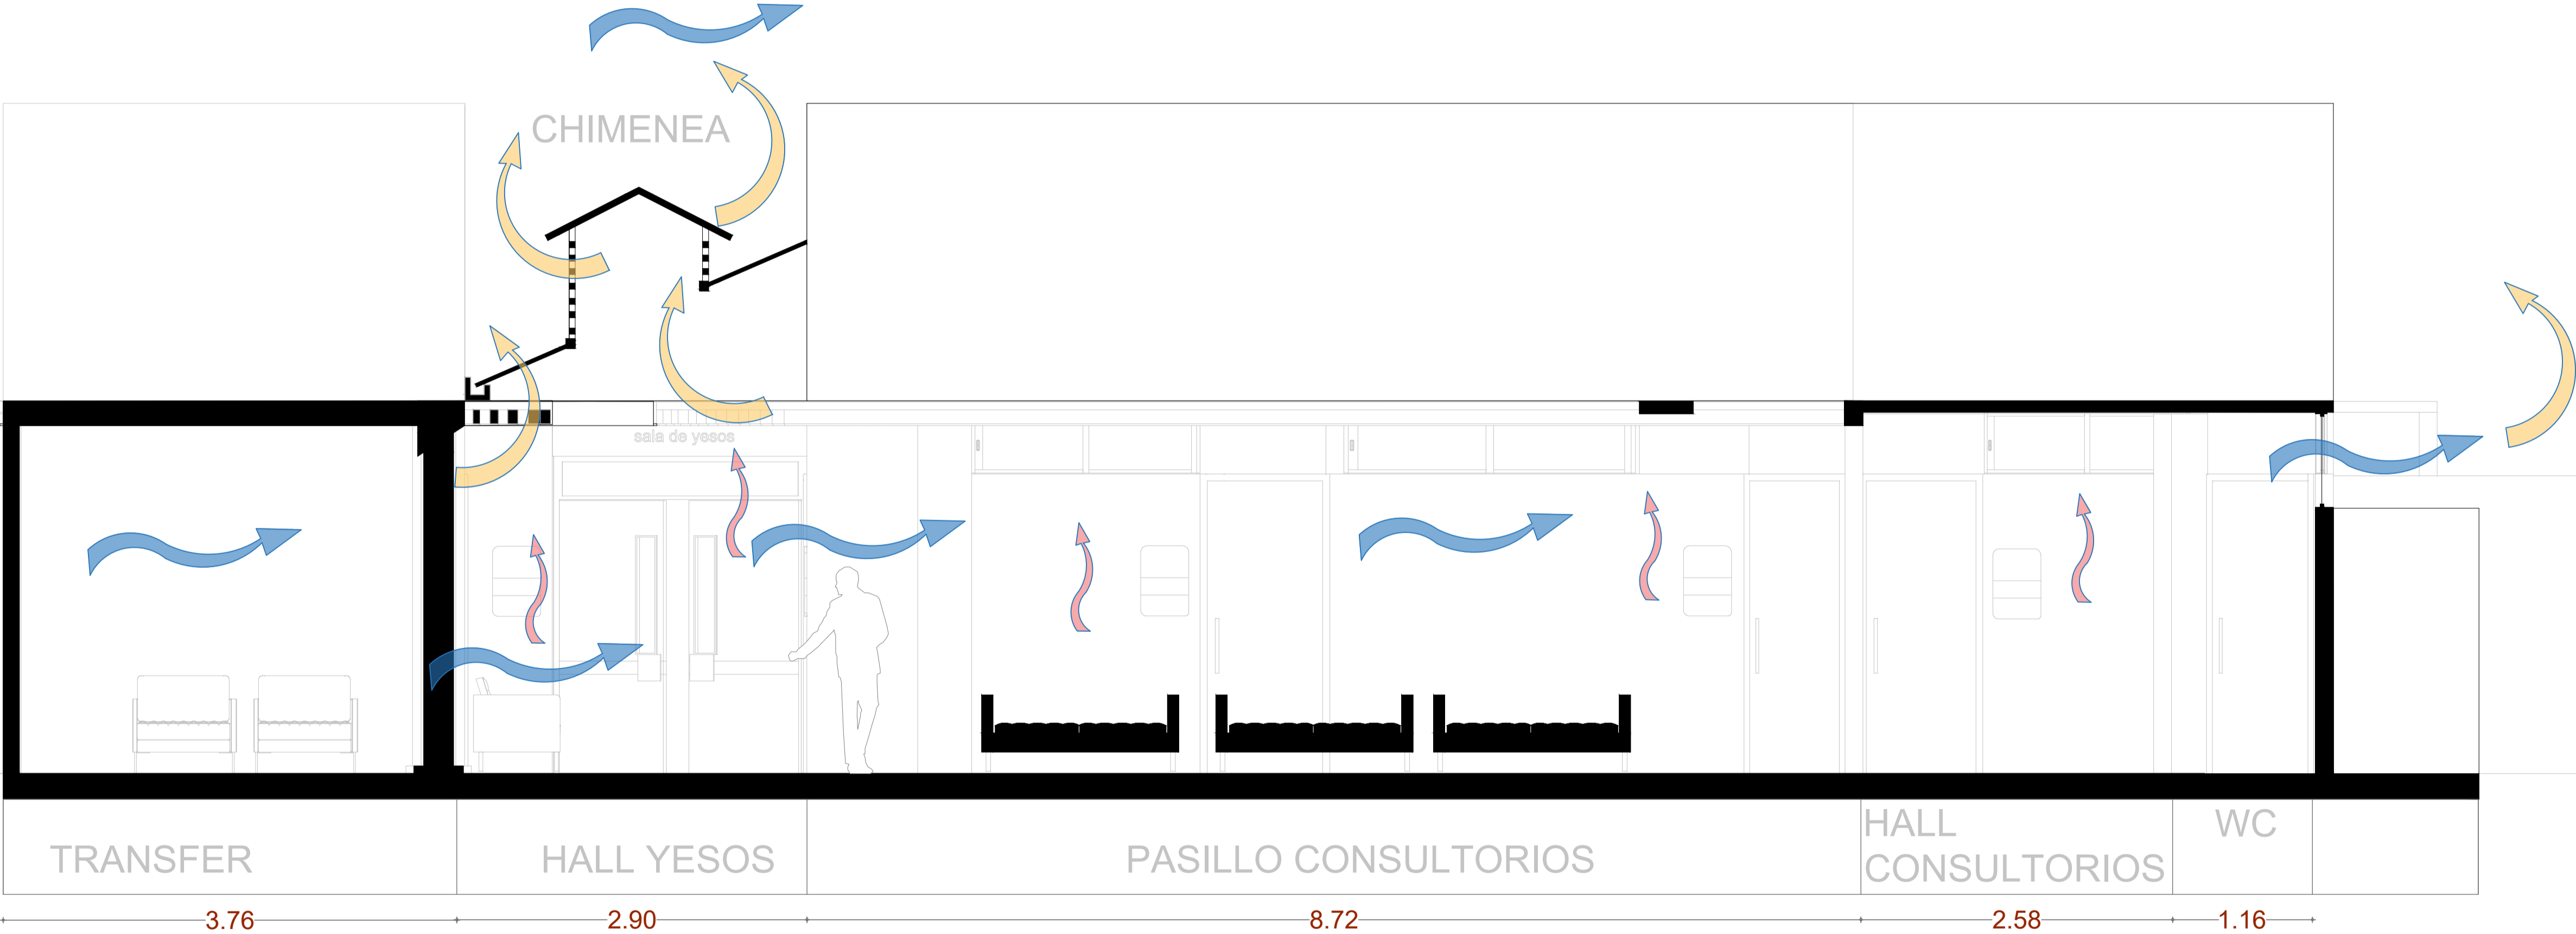 CHIMENEA
sala de yesos
TRANSFER
HALL YESOS
PASILLO CONSULTORIOS
HALL
CONSULTORIOS
WC
3.76
2.90
8.72
2.58
1.16